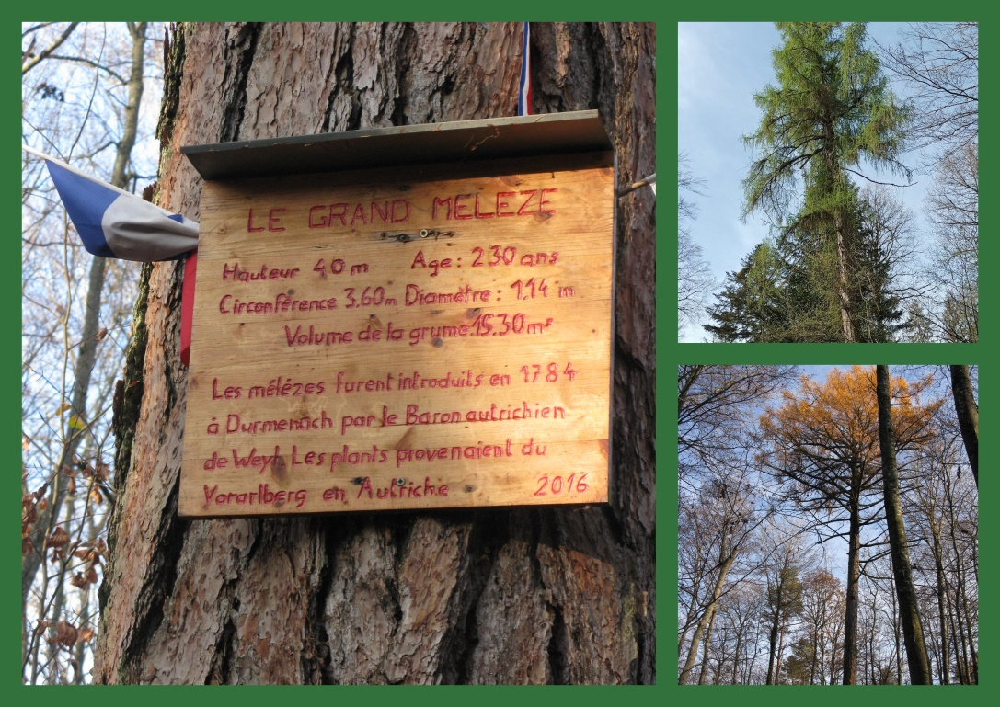 LE GRAND MELEZE
Hauteur 40 m Age : 230 ans
Circonférence 3.60m Diamètre : 1,14 m
Volume de la grume 15.30m³
Les mélèzes furent introduits en 1784
à Durmenach par le Baron autrichien
de Weyh. Les plants provenaient du
Vorarlberg en Autriche 2016